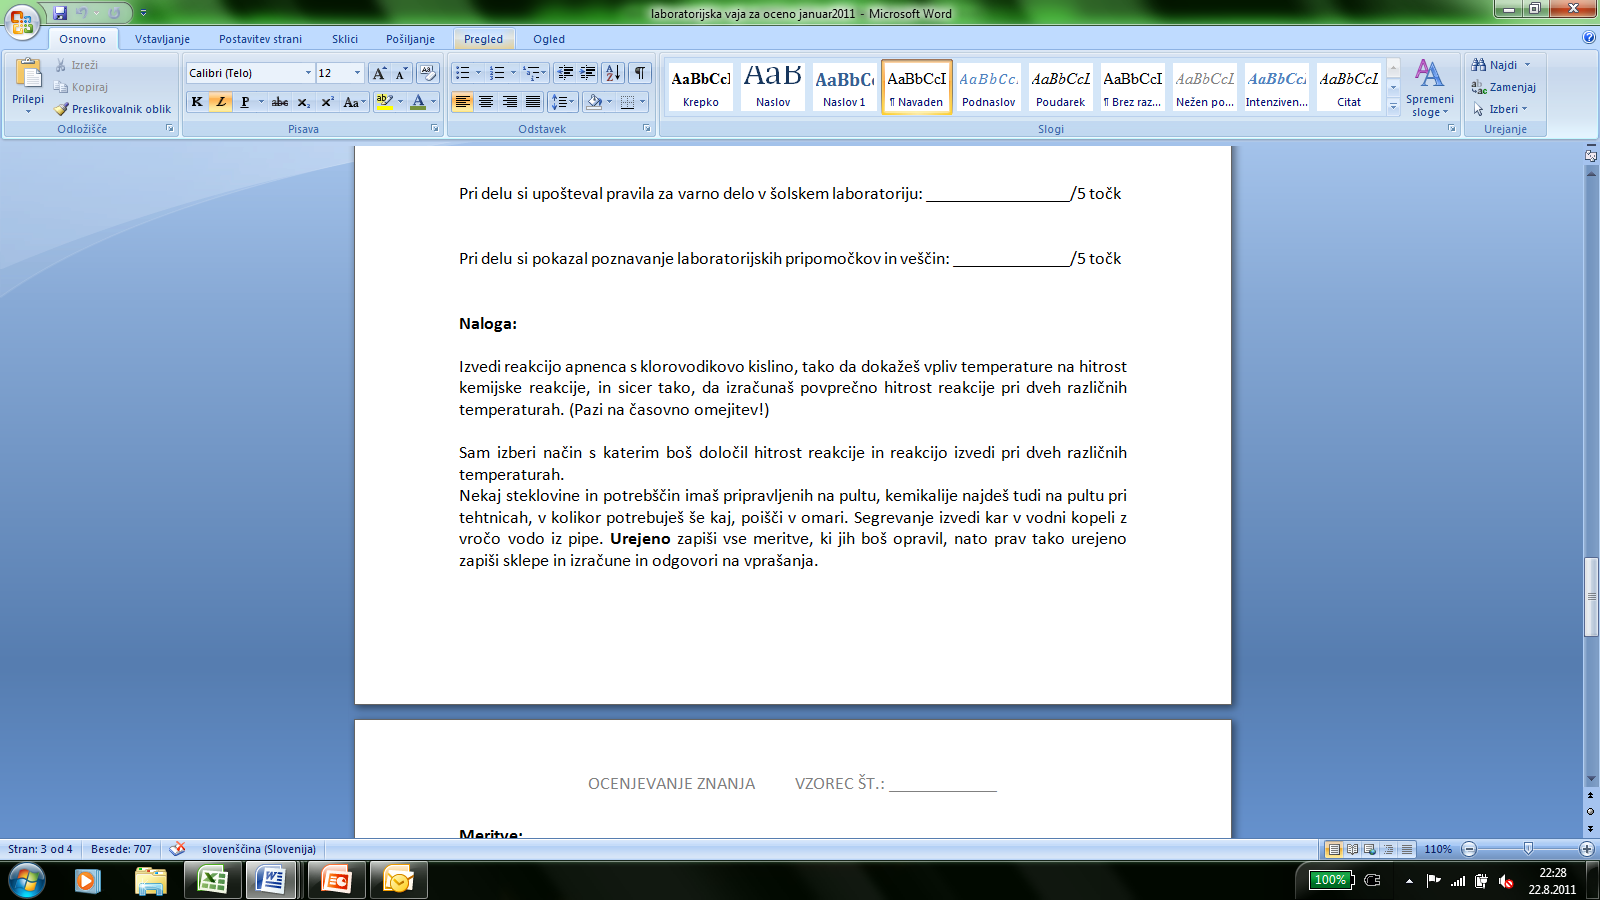 laboratorijska vaja za oceno januar2011 - Microsoft Word
Osnovno Vstavljanje Postavitev strani Sklici Pošiljanje Pregled Ogled
Prilepi
Izreži
Kopiraj
Preslikovalnik oblik
Odložišče
Calibri (Telo) 12
K L P abc x₂ x² Aa
Pisava
Odstavek
AaBbCcI AaB AaBbC AaBbCcI AaBbCc. AaBbCcL AaBbCcI AaBbCcL AaBbCcI AaBbCcL
Krepko Naslov Naslov 1 ¶ Navaden Podnaslov Poudarek ¶ Brez raz... Nežen po... Intenziven... Citat
Spremeni sloge
Slogi
Najdi
Zamenjaj
Izberi
Urejanje
Pri delu si upošteval pravila za varno delo v šolskem laboratoriju: ________________/5 točk
Pri delu si pokazal poznavanje laboratorijskih pripomočkov in veščin: _____________/5 točk
Naloga:
Izvedi reakcijo apnenca s klorovodikovo kislino, tako da dokažeš vpliv temperature na hitrost
kemijske reakcije, in sicer tako, da izračunaš povprečno hitrost reakcije pri dveh različnih
temperaturah. (Pazi na časovno omejitev!)
Sam izberi način s katerim boš določil hitrost reakcije in reakcijo izvedi pri dveh različnih
temperaturah.
Nekaj steklovine in potrebščin imaš pripravljenih na pultu, kemikalije najdeš tudi na pultu pri
tehtnicah, v kolikor potrebuješ še kaj, poišči v omari. Segrevanje izvedi kar v vodni kopeli z
vročo vodo iz pipe. Urejeno zapiši vse meritve, ki jih boš opravil, nato prav tako urejeno
zapiši sklepe in izračune in odgovori na vprašanja.
OCENJEVANJE ZNANJA VZOREC ŠT.: ____________
Meritve:
Stran: 3 od 4 Besede: 707 slovenščina (Slovenija) 110%
100% 22:28
22.8.2011